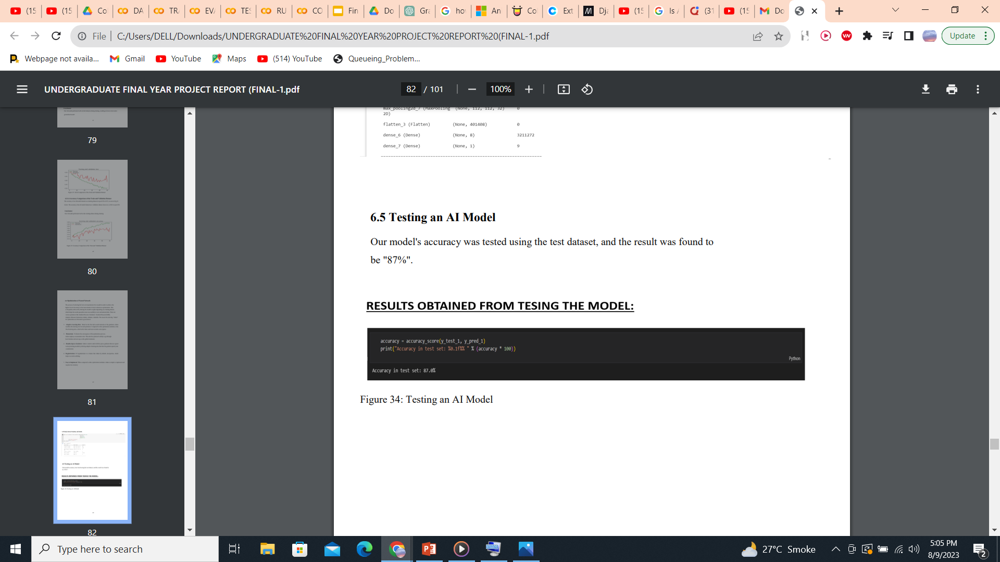 (15
(15
Co
DA
TR
EV
TES
RU
CO
Fin
Do
Gra
ho
An
Co
Ext
Dja
(15
Is
(31
(15
Do
File
C:/Users/DELL/Downloads/UNDERGRADUATE%20FINAL%20YEAR%20PROJECT%20REPORT%20(FINAL-1.pdf
Update
Webpage not availa...
Gmail
YouTube
Maps
(514) YouTube
Queueing_Problem...
UNDERGRADUATE FINAL YEAR PROJECT REPORT (FINAL-1.pdf
82 / 101
100%
79
80
81
82
max_pooling2d_7 (MaxPooling (None, 112, 112, 32) 0
2D)
flatten_3 (Flatten) (None, 401408) 0
dense_6 (Dense) (None, 8) 3211272
dense_7 (Dense) (None, 1) 9
6.5 Testing an AI Model
Our model's accuracy was tested using the test dataset, and the result was found to
be "87%".
RESULTS OBTAINED FROM TESING THE MODEL:
accuracy = accuracy_score(y_test_1, y_pred_1)
print("Accuracy in test set: %0.1f%% " % (accuracy * 100))
Python
Accuracy in test set: 87.0%
Figure 34: Testing an AI Model
Type here to search
27°C Smoke
5:05 PM
8/9/2023
2